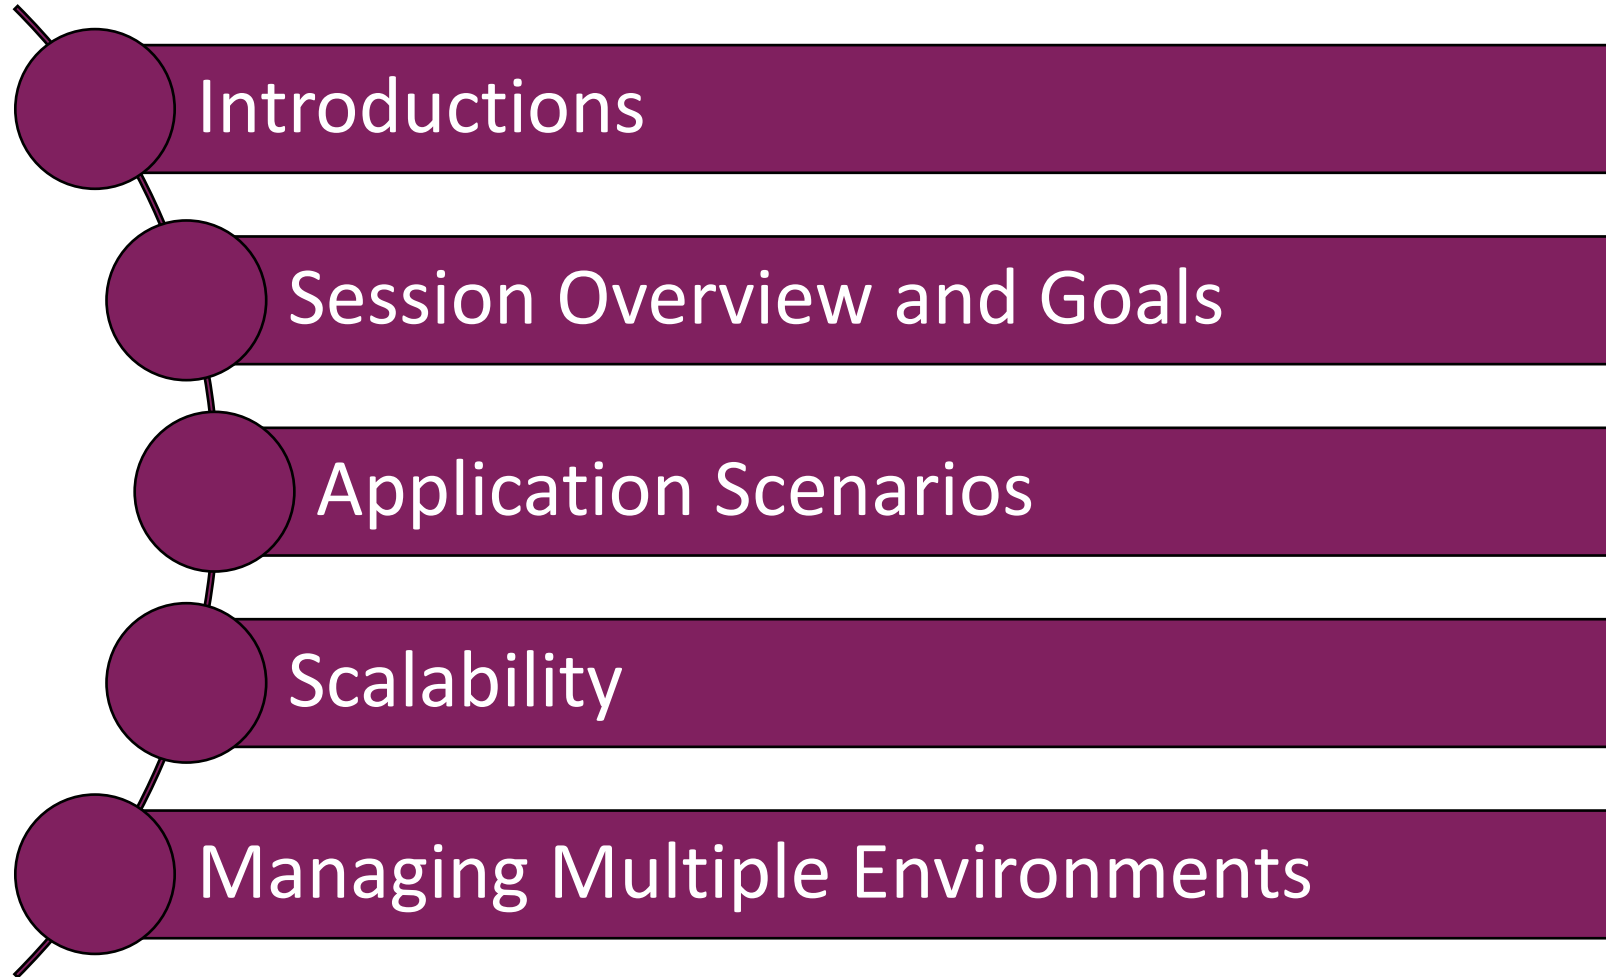 Introductions
Session Overview and Goals
Application Scenarios
Scalability
Managing Multiple Environments